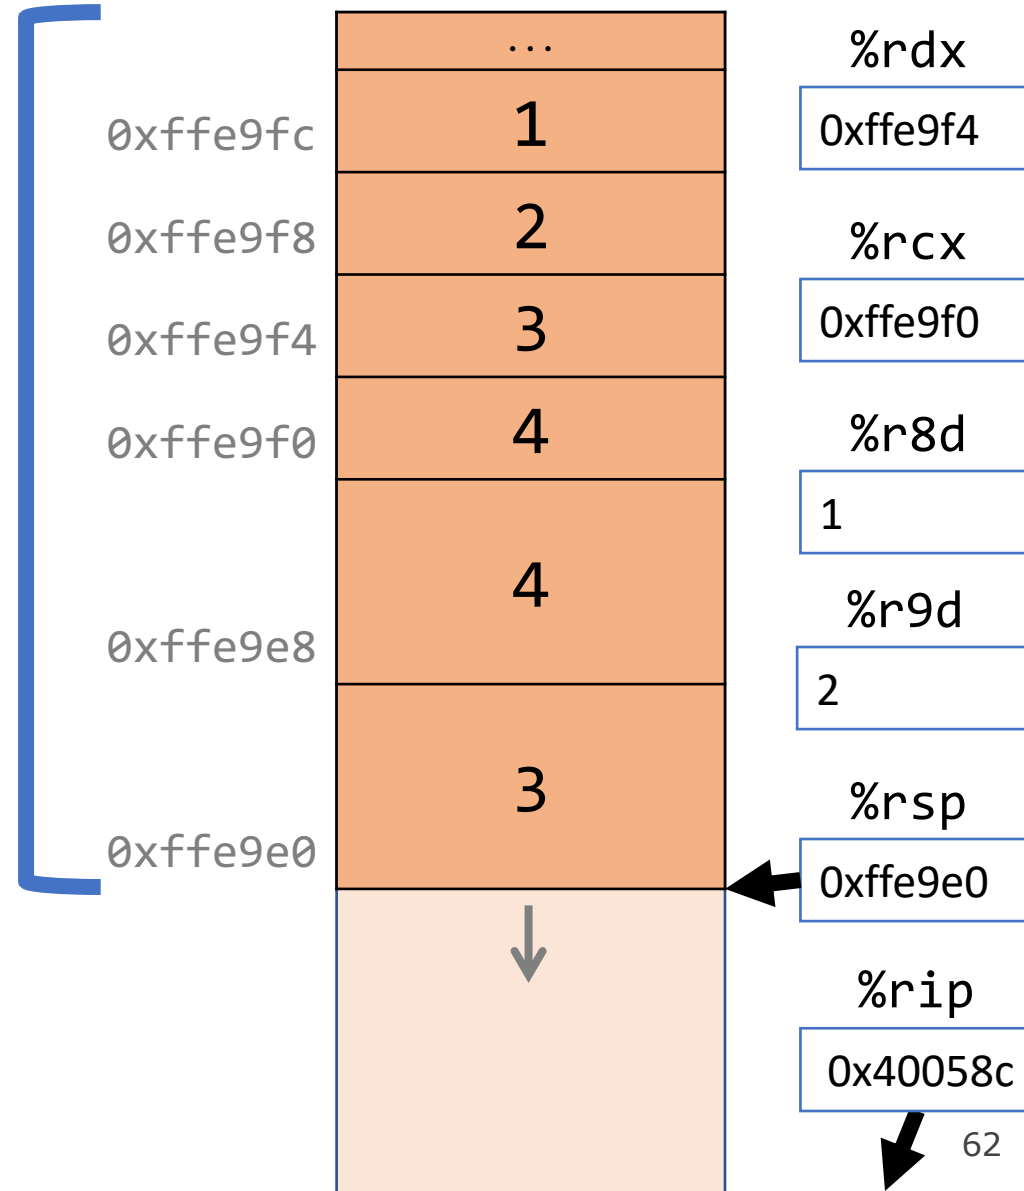 ...
%rdx
0xffe9fc
1
0xffe9f4
0xffe9f8
2
%rcx
0xffe9f4
3
0xffe9f0
0xffe9f0
4
%r8d
1
4
0xffe9e8
%r9d
2
3
0xffe9e0
%rsp
0xffe9e0
%rip
0x40058c
62